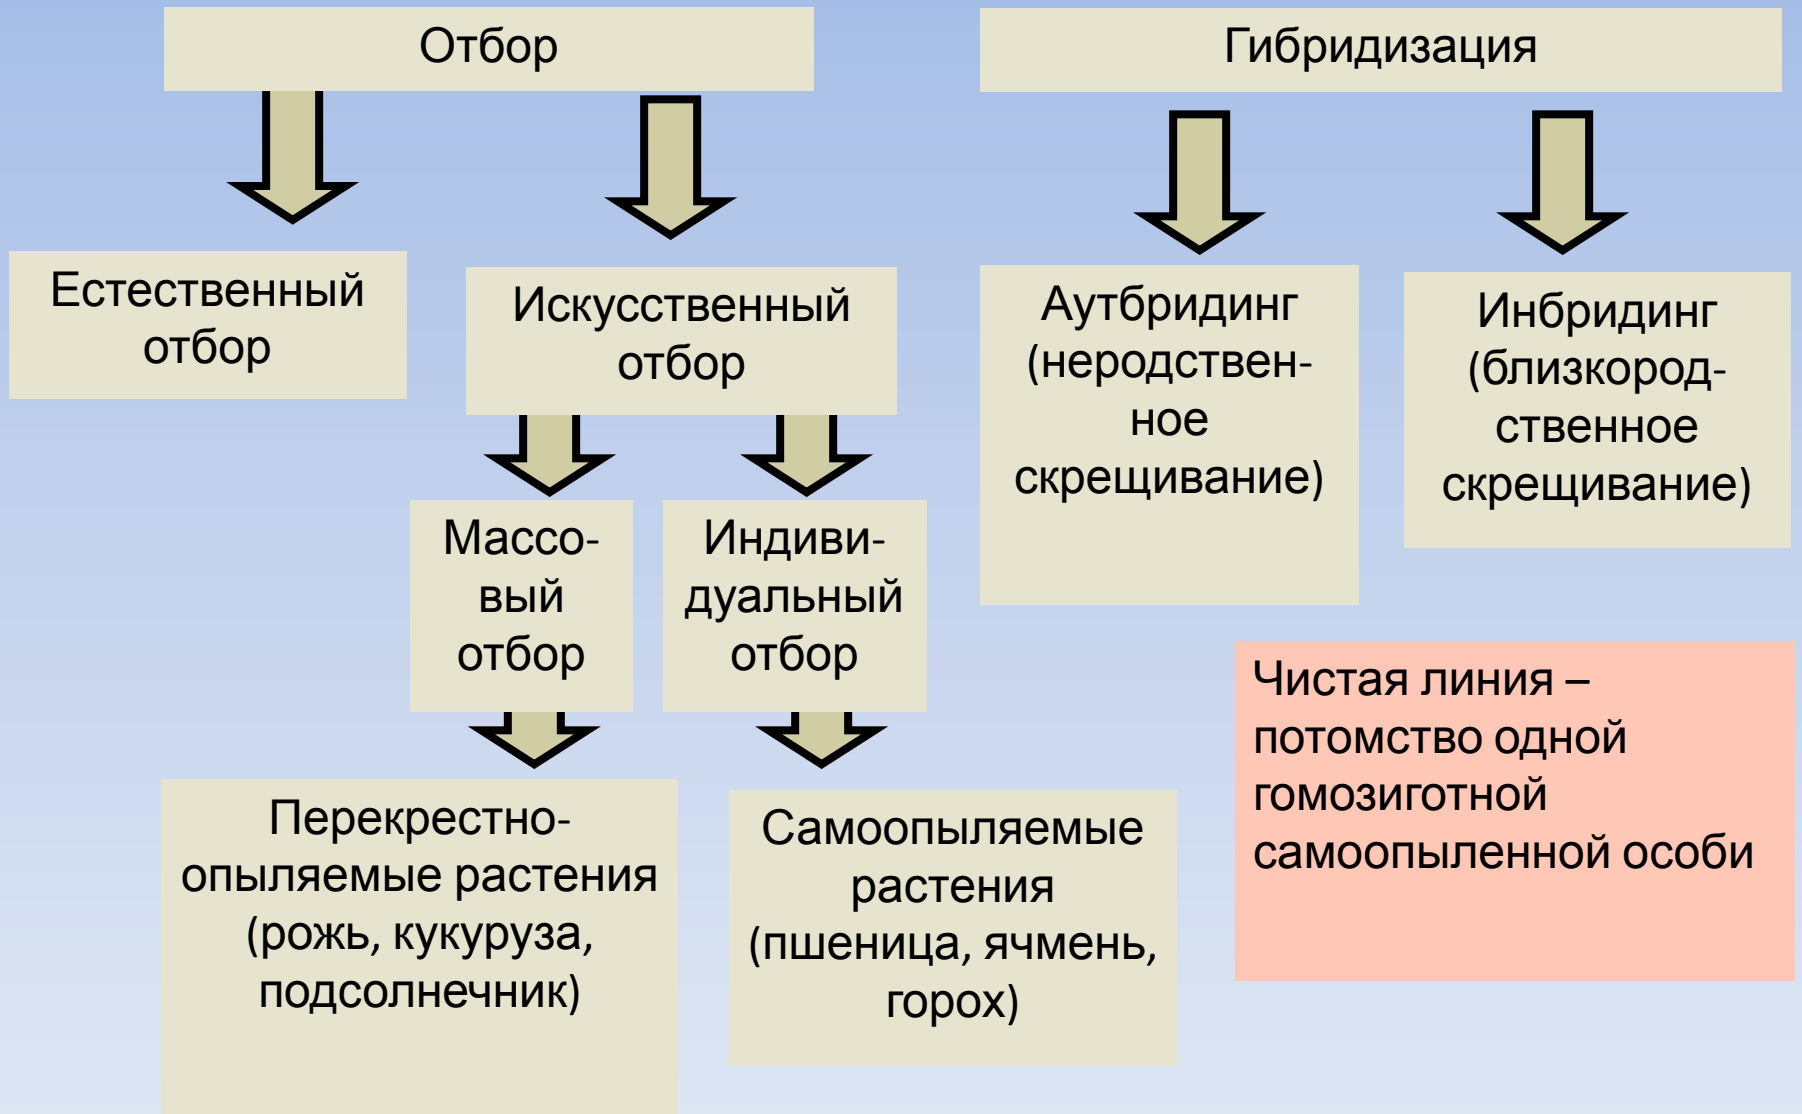 Отбор
Гибридизация
Естественный
отбор
Искусственный
отбор
Аутбридинг
(неродствен-
ное
скрещивание)
Инбридинг
(близкород-
ственное
скрещивание)
Массо-
вый
отбор
Индиви-
дуальный
отбор
Перекрестно-
опыляемые растения
(рожь, кукуруза,
подсолнечник)
Самоопыляемые
растения
(пшеница, ячмень,
горох)
Чистая линия –
потомство одной
гомозиготной
самоопыленной особи